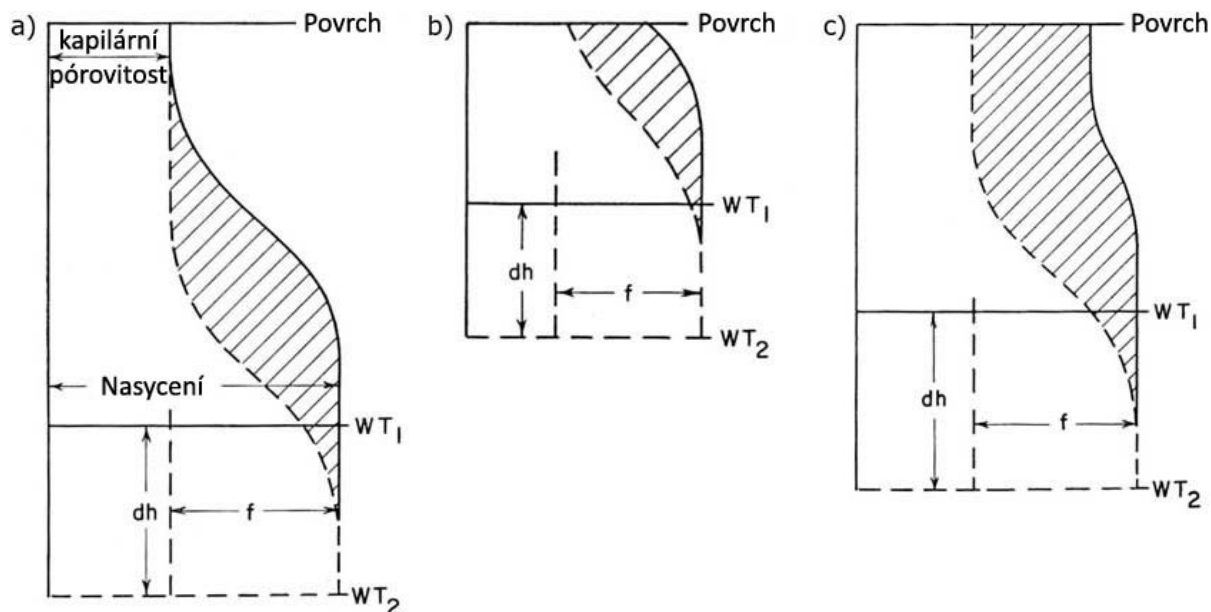 a)
Povrch
kapilární
pórovitost
Nasycení
WT1
dh
f
WT2
b)
Povrch
WT1
dh
f
WT2
c)
Povrch
WT1
dh
f
WT2